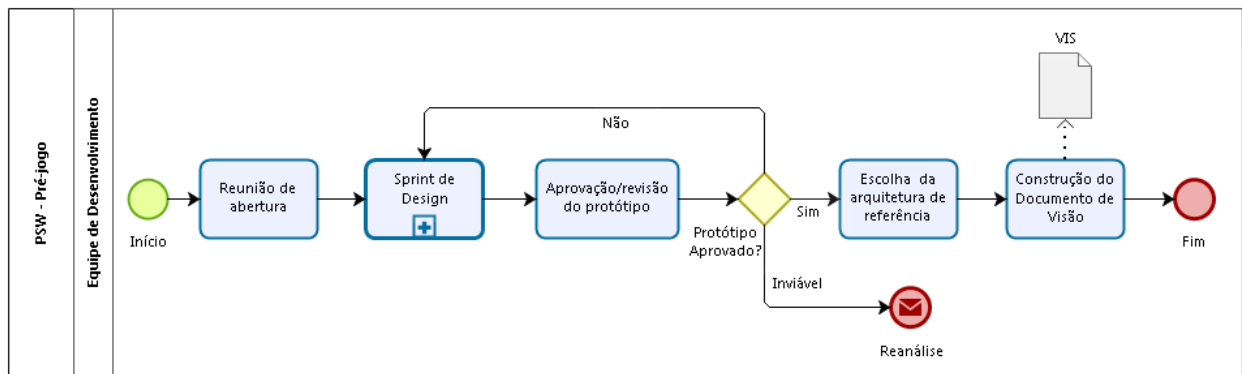 PSW - Pré-jogo
Equipe de Desenvolvimento
Início
Reunião de
abertura
Sprint de
Design
Aprovação/revisão
do protótipo
Não
Protótipo
Aprovado?
Sim
Inviável
Reanálise
Escolha da
arquitetura de
referência
VIS
Construção do
Documento de
Visão
Fim